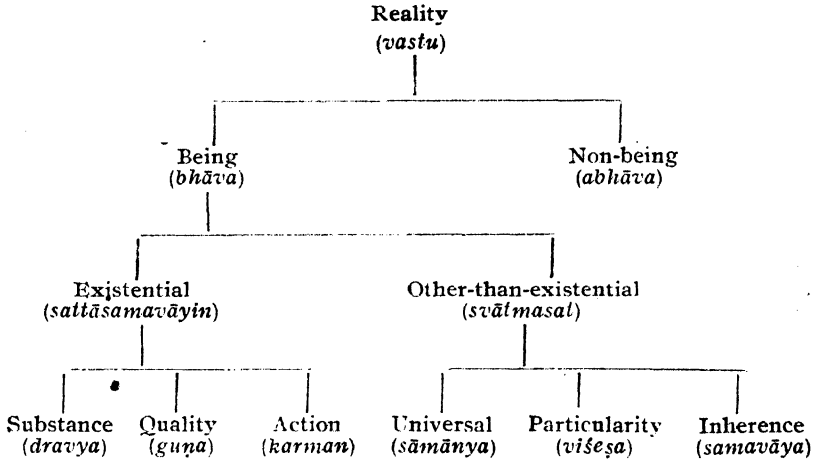 Reality
(vastu)
Being
(bhāva)
Non-being
(abhāva)
Existential
(sattāsamavāyin)
Other-than-existential
(svātmasat)
Substance
(dravya)
Quality
(guṇa)
Action
(karman)
Universal
(sāmānya)
Particularity
(viśeṣa)
Inherence
(samavāya)